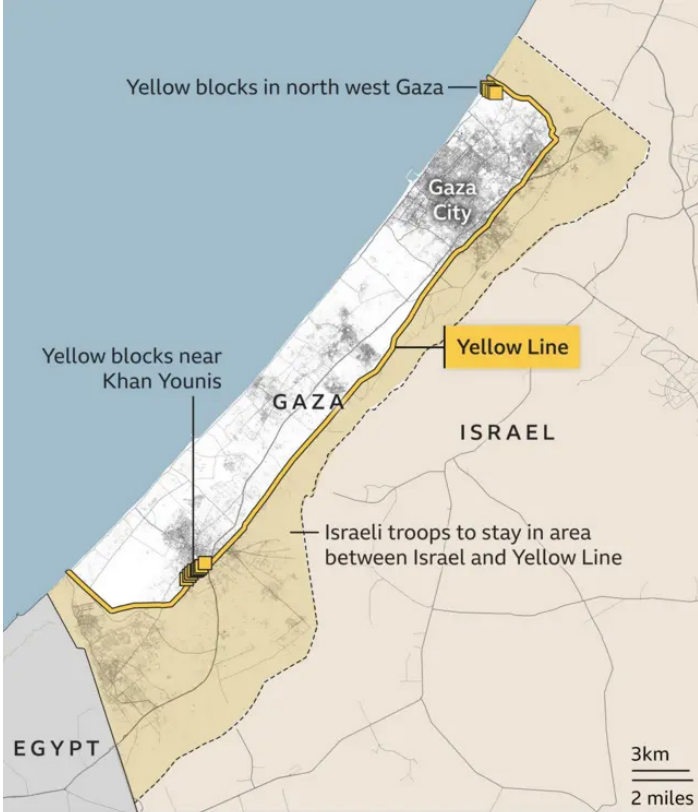 Yellow blocks in north west Gaza
Gaza
City
Yellow Line
Yellow blocks near
Khan Younis
GAZA
ISRAEL
Israeli troops to stay in area
between Israel and Yellow Line
EGYPT
3km
2 miles